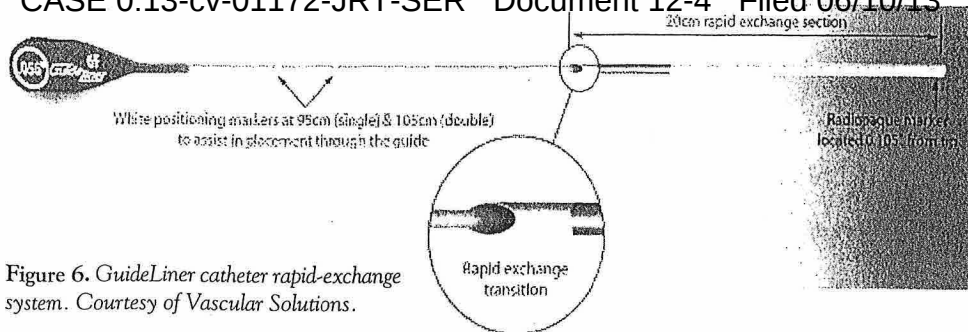 CASE 0:13-cv-01172-JRT-SER Document 12-4 Filed 06/10/13
20cm rapid exchange section
.056
6F
White positioning markers at 95cm (single) & 105cm (double)
to assist in placement through the guide
Radiopaque marker
located 0.105" from tip
Rapid exchange
transition
Figure 6. GuideLiner catheter rapid-exchange
system. Courtesy of Vascular Solutions.